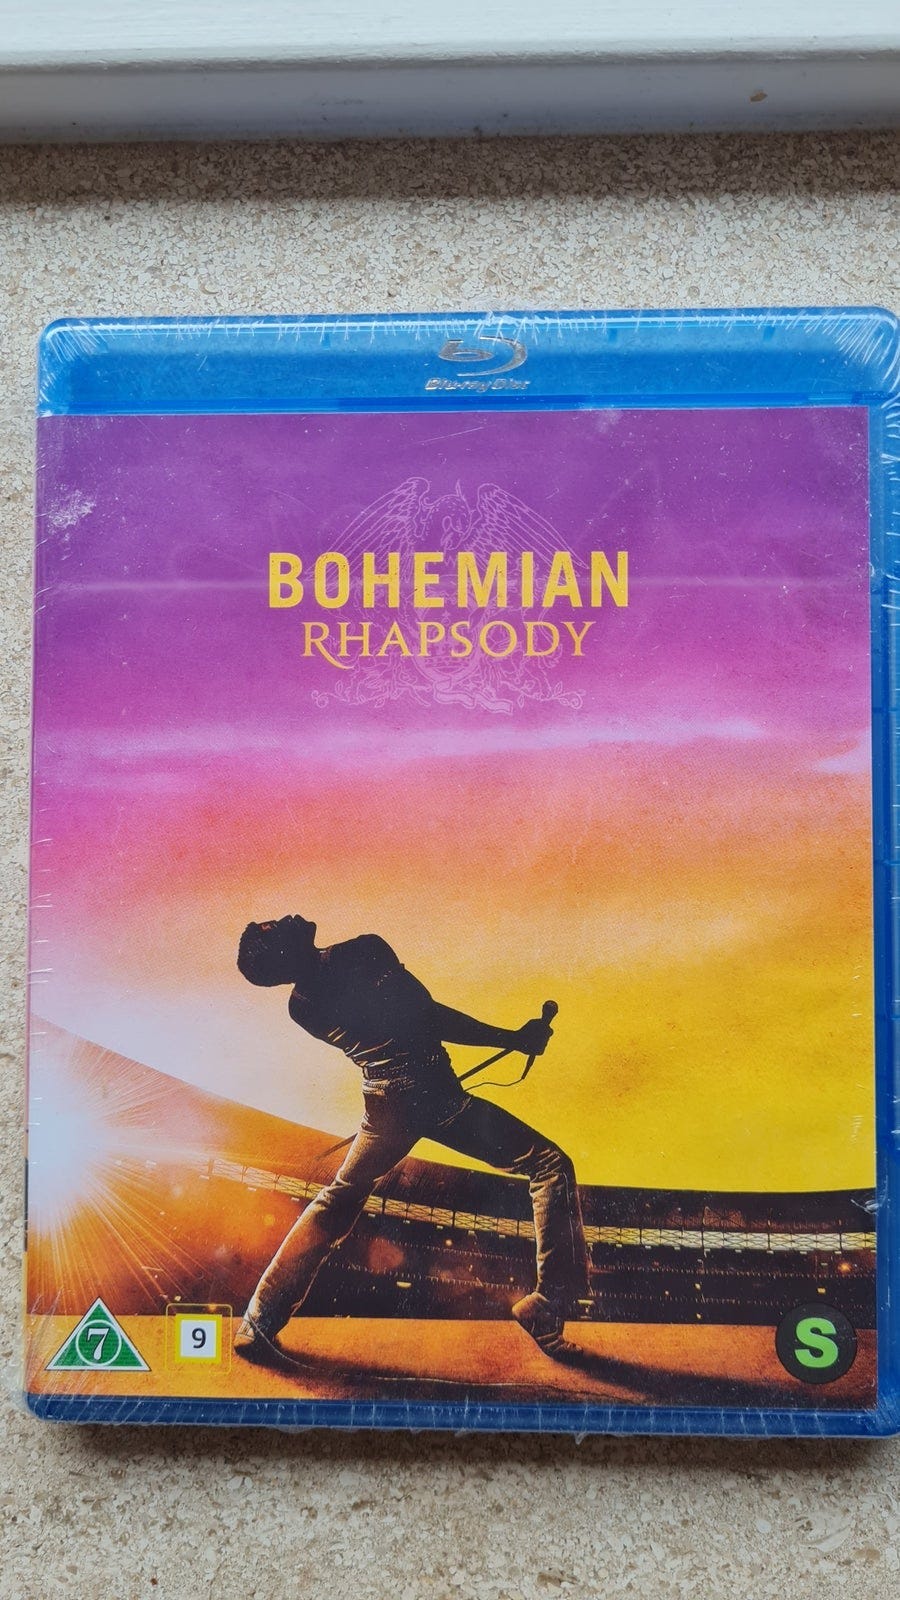 Blu-ray Disc
BOHEMIAN
RHAPSODY
7
9
S